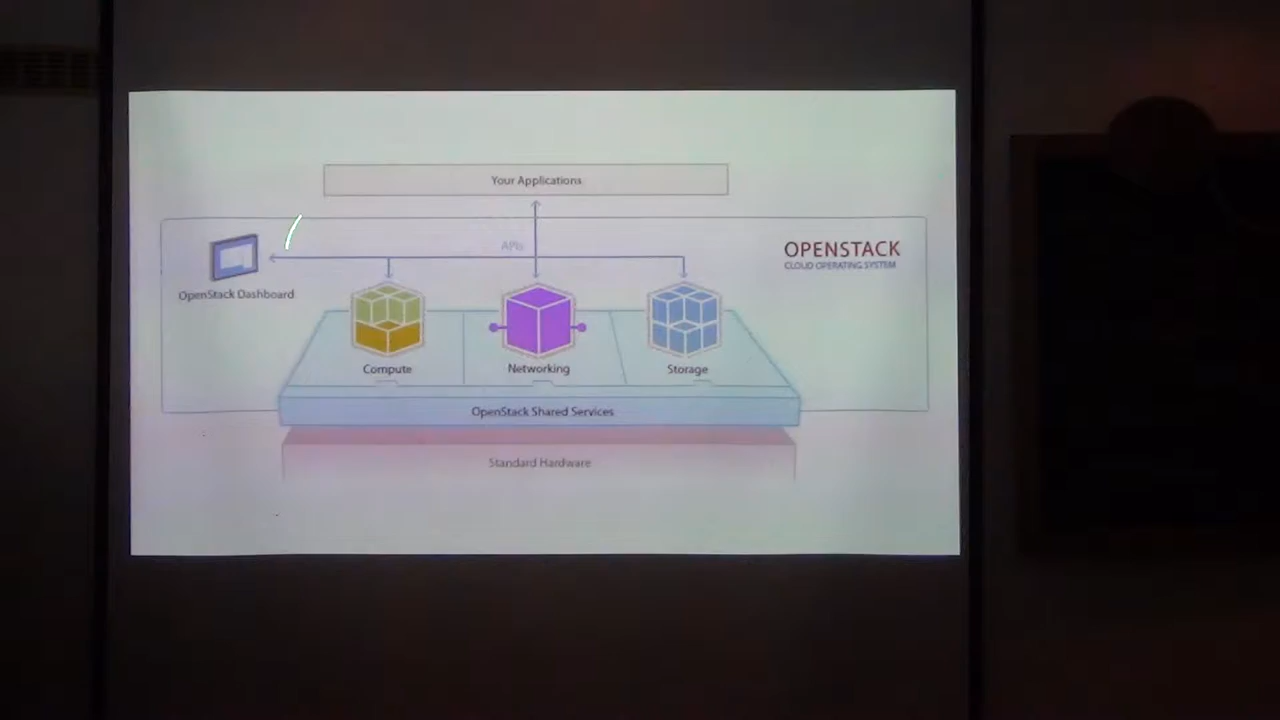 Your Applications
APIs
OPENSTACK
CLOUD OPERATING SYSTEM
OpenStack Dashboard
Compute
Networking
Storage
OpenStack Shared Services
Standard Hardware